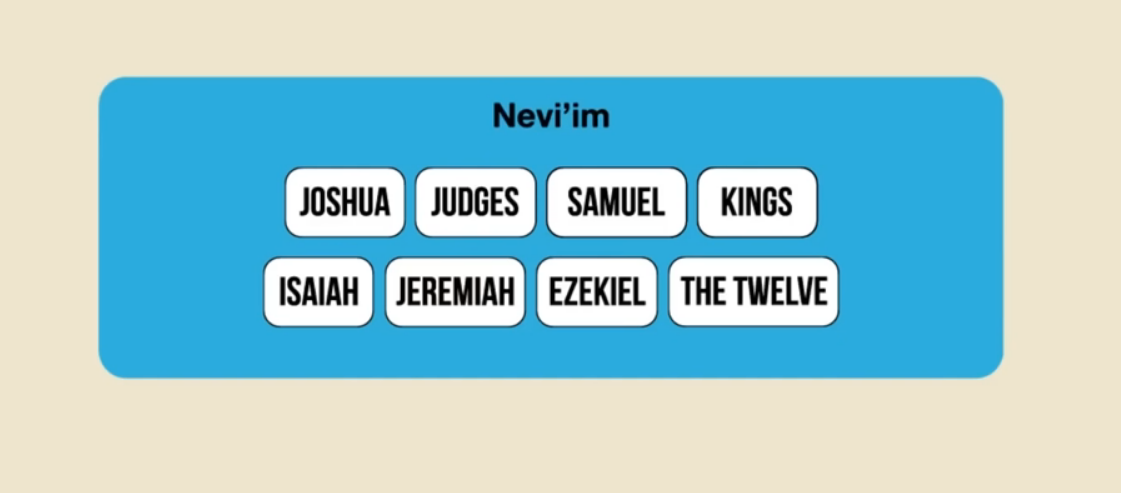 Nevi’im
JOSHUA JUDGES SAMUEL KINGS
ISAIAH JEREMIAH EZEKIEL THE TWELVE